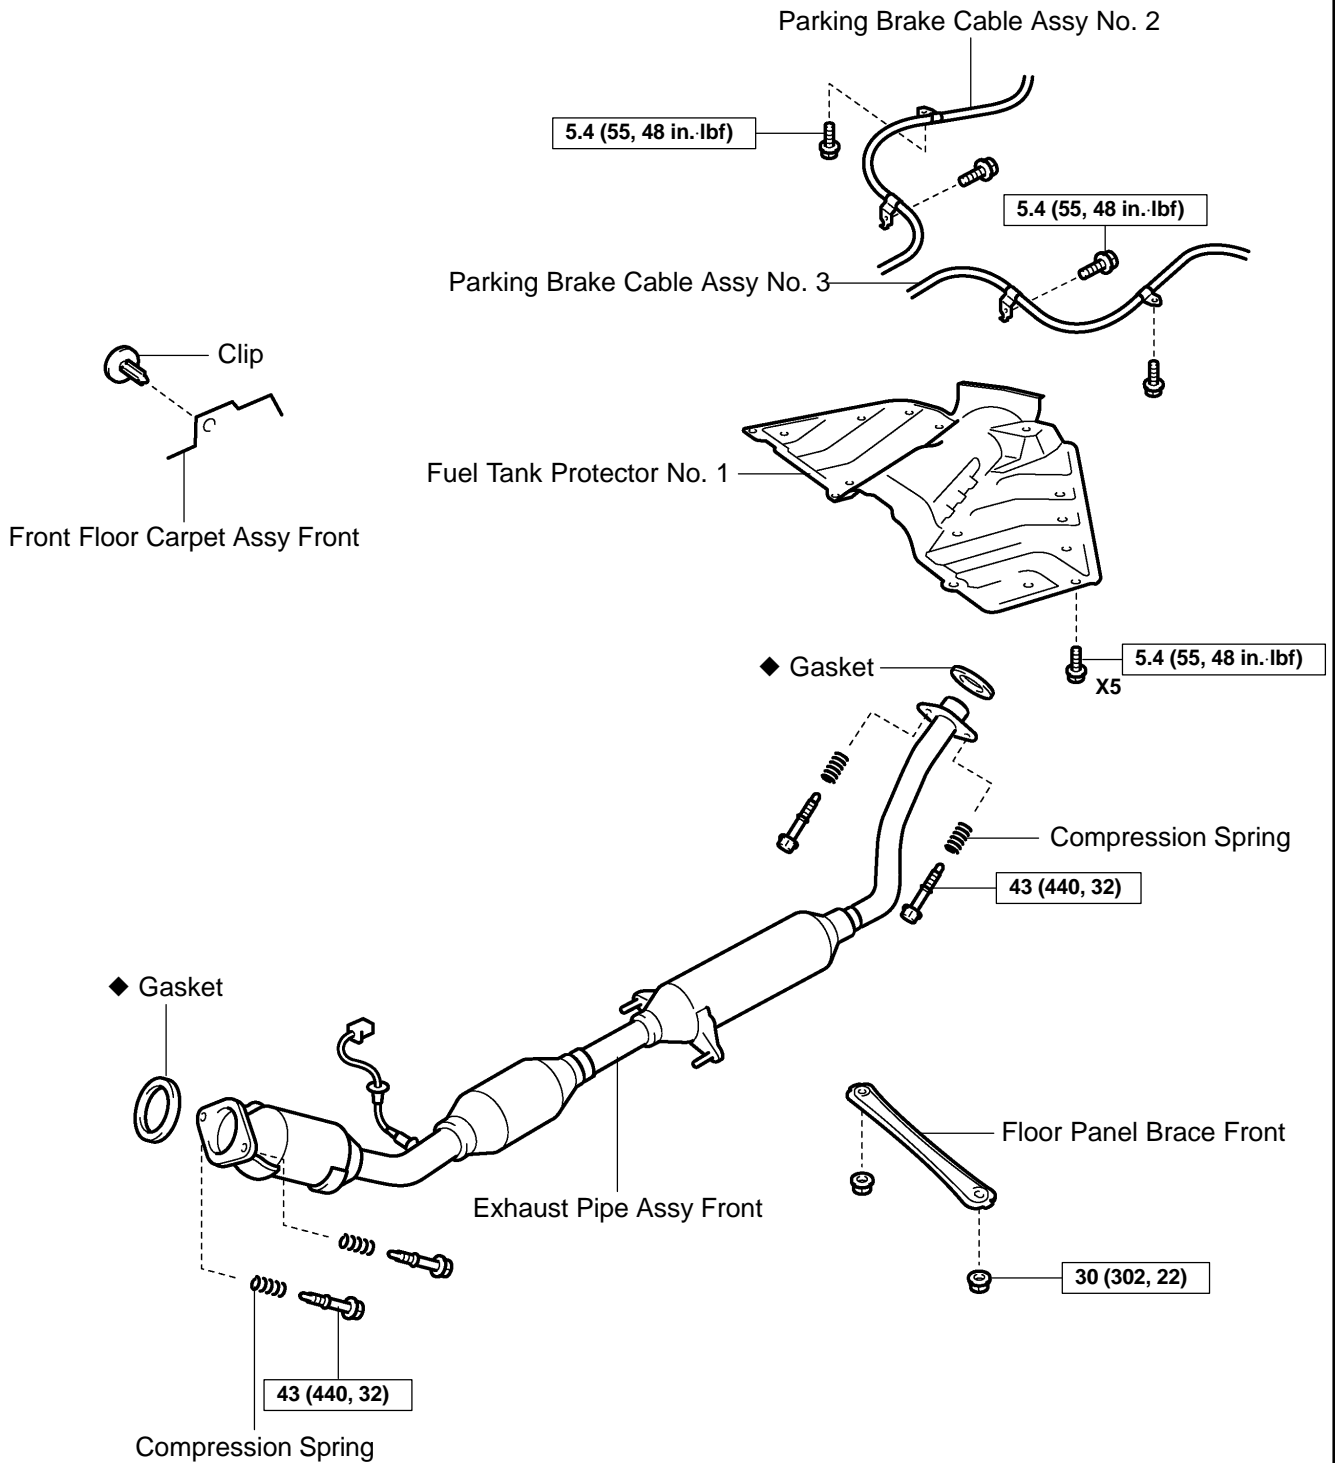 Parking Brake Cable Assy No. 2
5.4 (55, 48 in.·lbf)
5.4 (55, 48 in.·lbf)
Parking Brake Cable Assy No. 3
Clip
Fuel Tank Protector No. 1
Front Floor Carpet Assy Front
5.4 (55, 48 in.·lbf)
◆ Gasket
X5
Compression Spring
43 (440, 32)
◆ Gasket
Floor Panel Brace Front
Exhaust Pipe Assy Front
30 (302, 22)
43 (440, 32)
Compression Spring